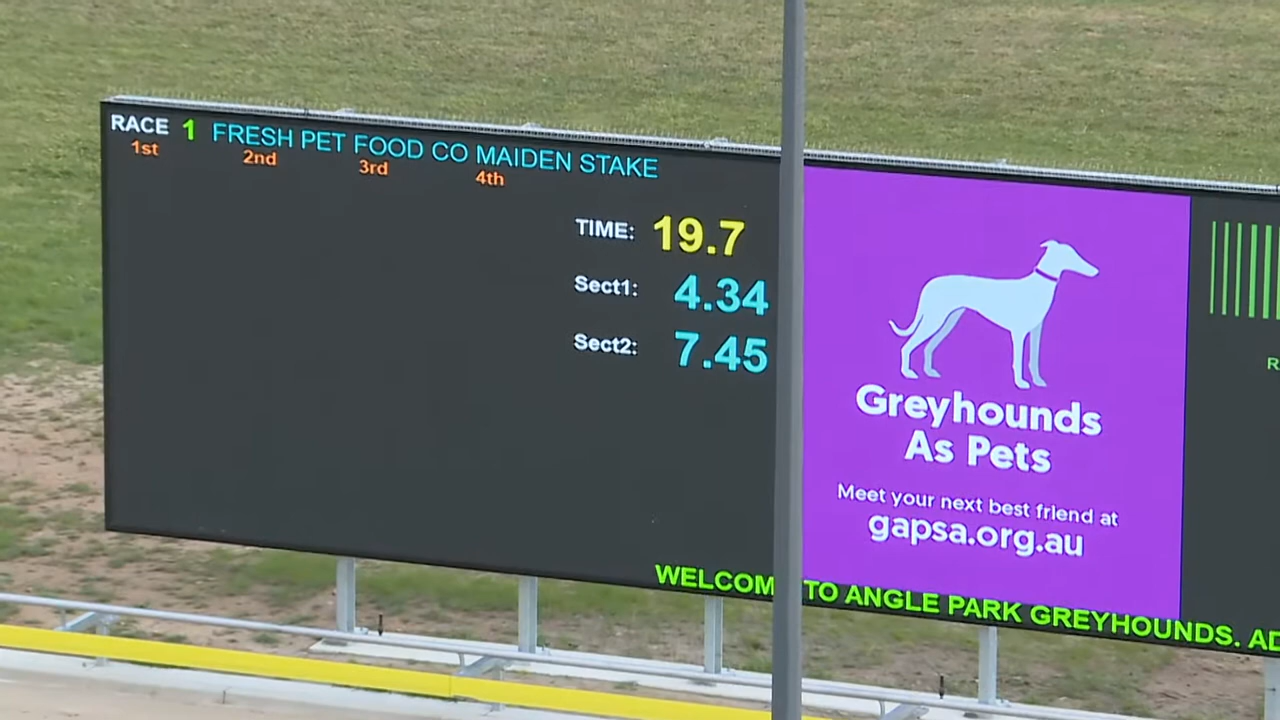 RACE 1 FRESH PET FOOD CO MAIDEN STAKE
1st 2nd 3rd 4th
TIME: 19.7
Sect1: 4.34
Sect2: 7.45
Greyhounds
As Pets
Meet your next best friend at
gapsa.org.au
WELCOM TO ANGLE PARK GREYHOUNDS. AD
R